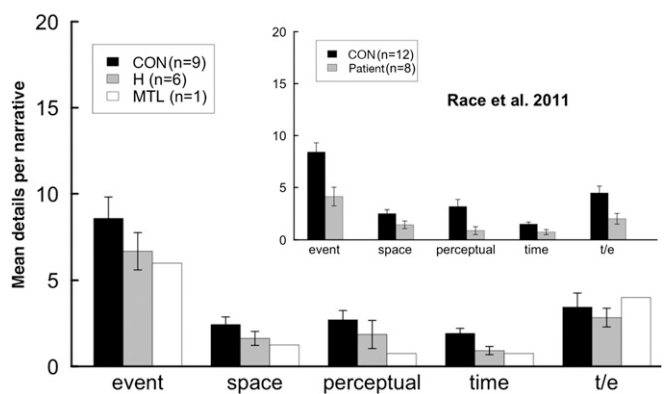 Mean details per narrative
20
15
10
5
0
CON (n=9)
H (n=6)
MTL (n=1)
event
space
perceptual
time
t/e
20
15
10
5
0
CON (n=12)
Patient(n=8)
Race et al. 2011
event
space
perceptual
time
t/e